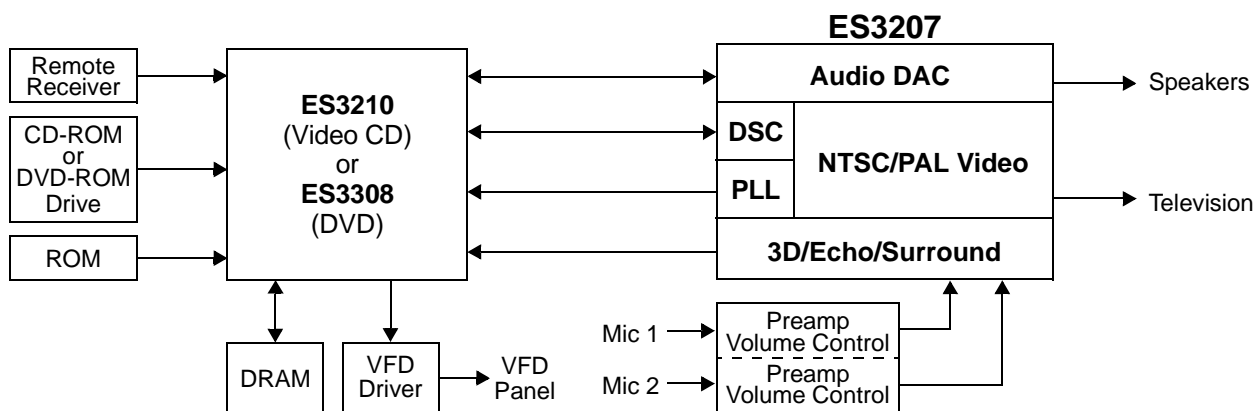 ES3207
Remote
Receiver
CD-ROM
or
DVD-ROM
Drive
ROM
ES3210
(Video CD)
or
ES3308
(DVD)
Audio DAC
DSC
PLL
NTSC/PAL Video
3D/Echo/Surround
Speakers
Television
DRAM
VFD
Driver
VFD
Panel
Mic 1
Preamp
Volume Control
Mic 2
Preamp
Volume Control